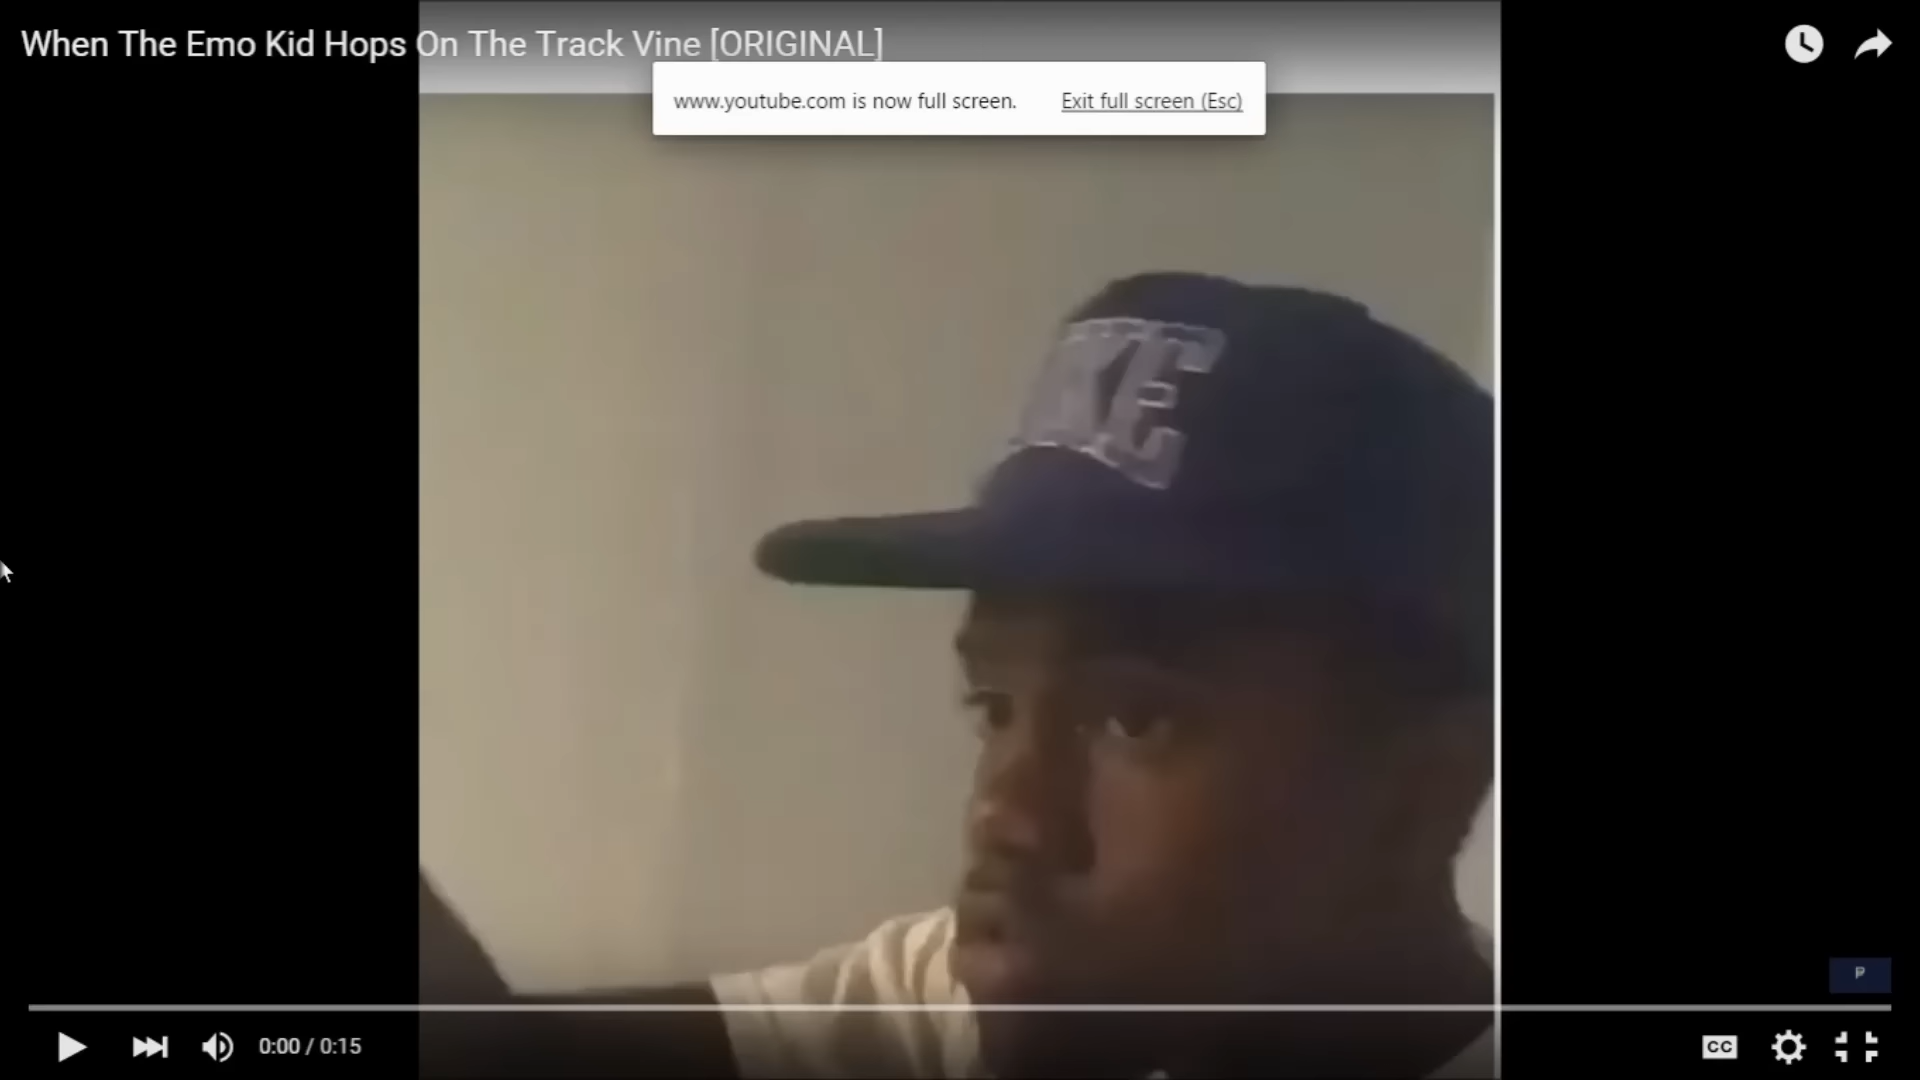 When The Emo Kid Hops On The Track Vine [ORIGINAL]
www.youtube.com is now full screen. Exit full screen (Esc)
KE
P
0:00 / 0:15
CC